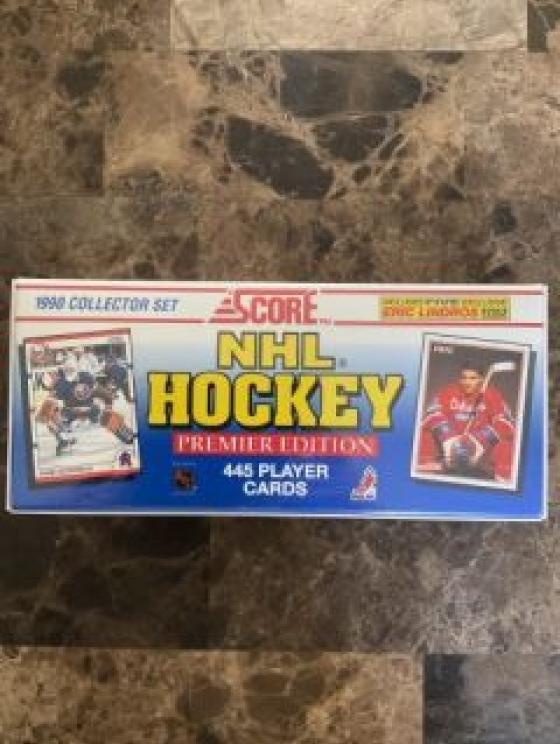 1990 COLLECTOR SET
SCORE
ERIC LINDROS
NHL
HOCKEY
PREMIER EDITION
445 PLAYER
CARDS